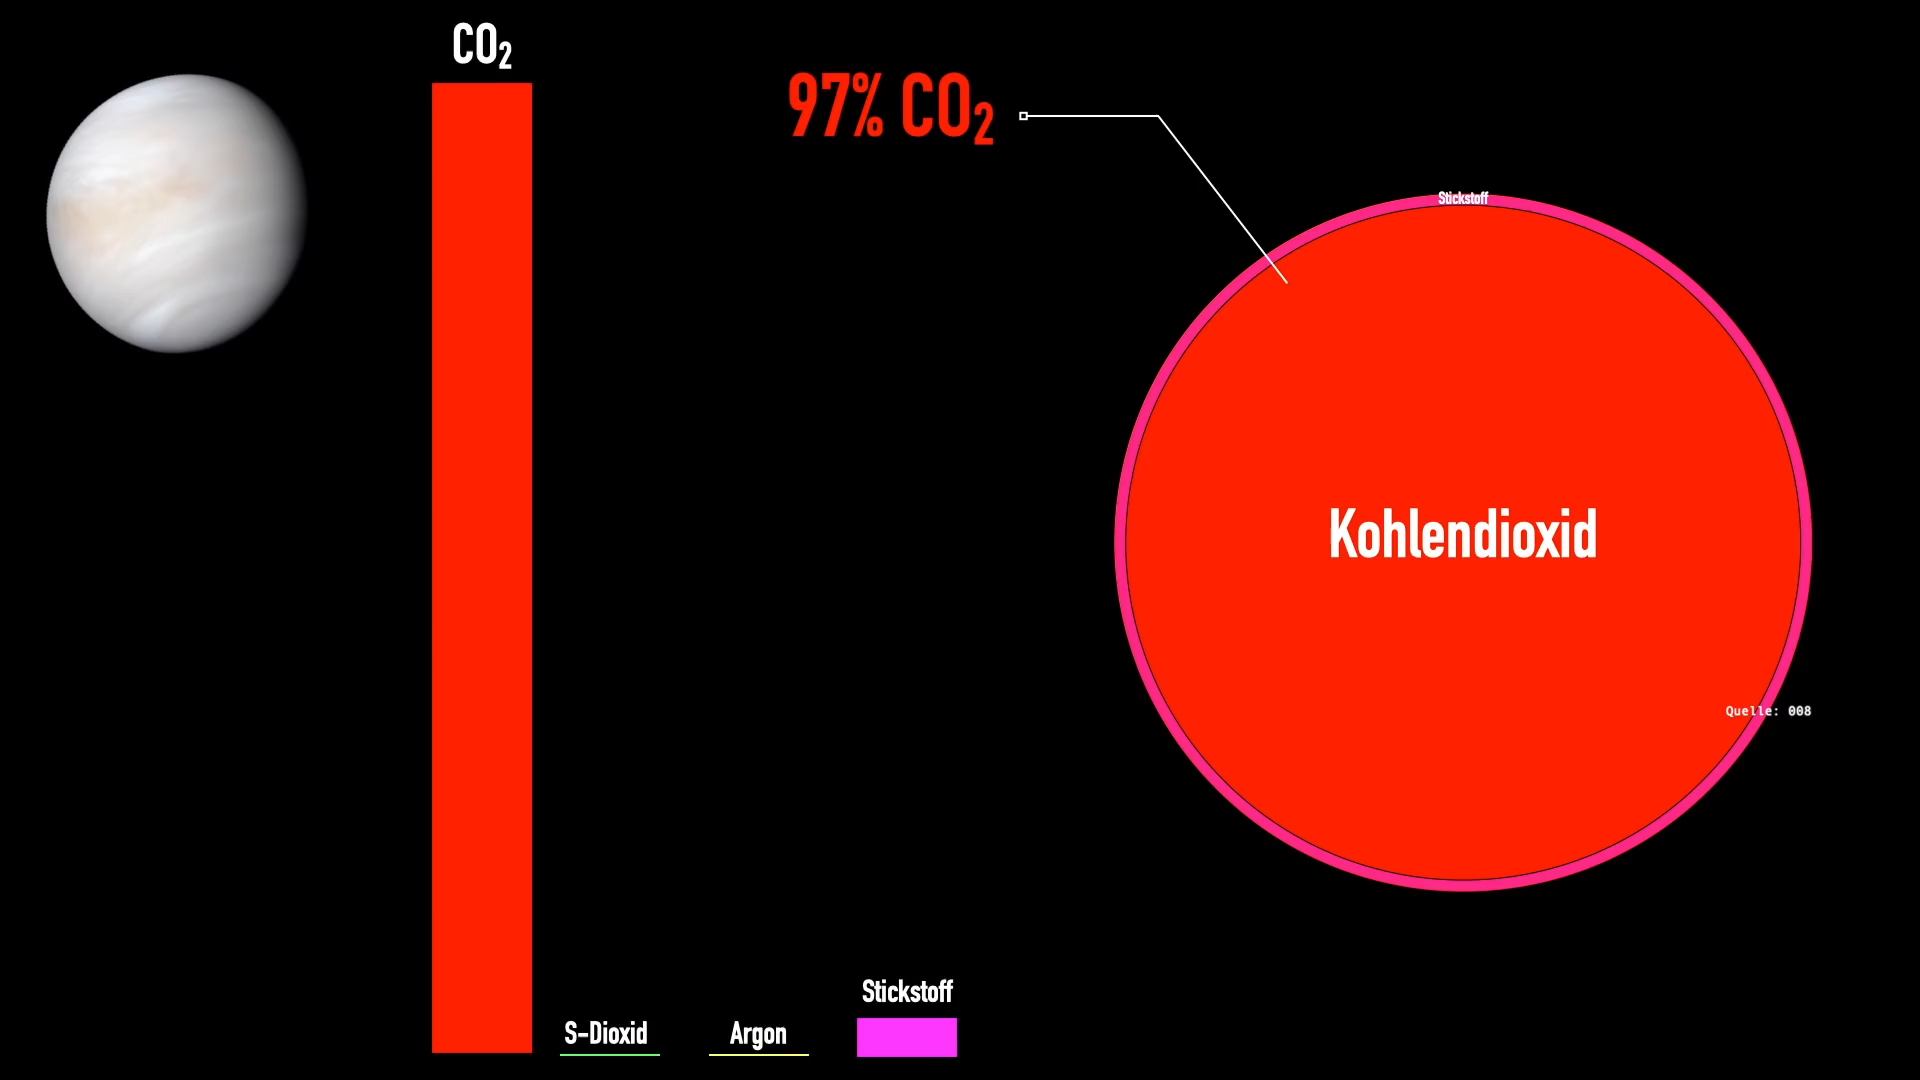 CO₂
97% CO₂
Stickstoff
Kohlendioxid
Quelle: 008
Stickstoff
S-Dioxid
Argon